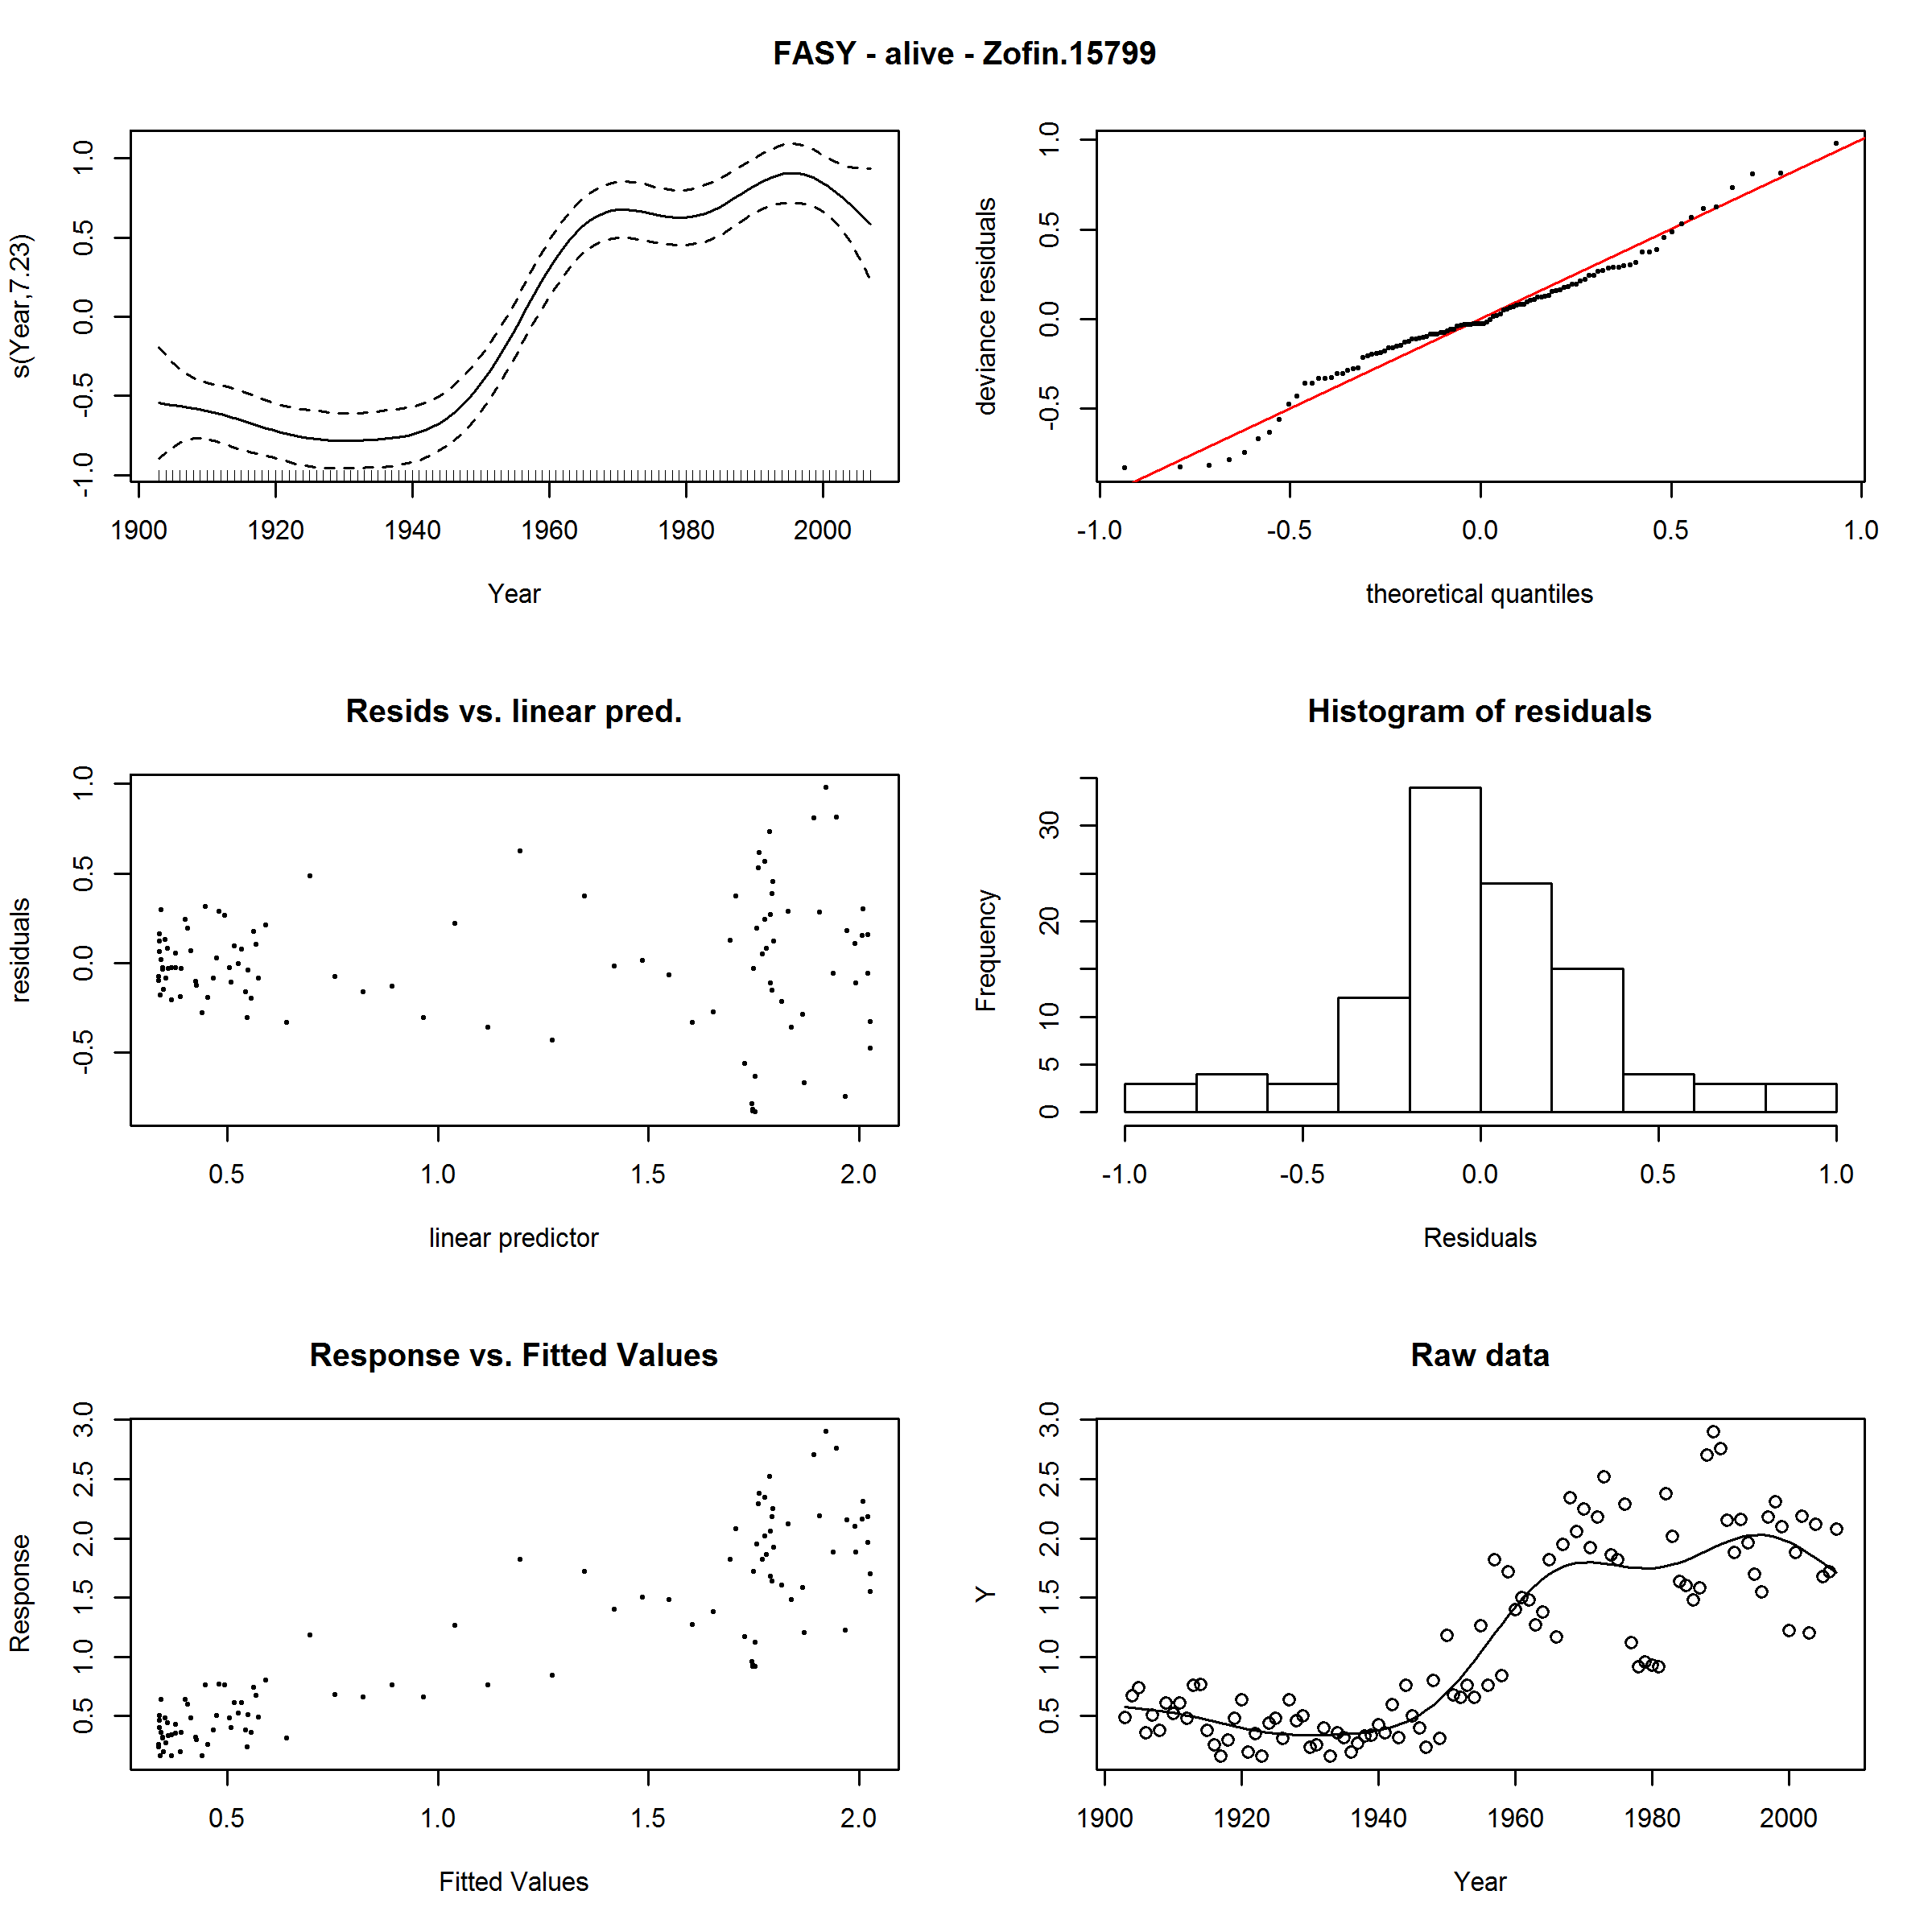 FASY - alive - Zofin.15799
s(Year,7.23)
-1.0 -0.5 0.0 0.5 1.0
1900 1920 1940 1960 1980 2000
Year
deviance residuals
-0.5 0.0 0.5 1.0
-1.0 -0.5 0.0 0.5 1.0
theoretical quantiles
Resids vs. linear pred.
residuals
-0.5 0.0 0.5 1.0
0.5 1.0 1.5 2.0
linear predictor
Histogram of residuals
Frequency
0 5 10 20 30
-1.0 -0.5 0.0 0.5 1.0
Residuals
Response vs. Fitted Values
Response
0.5 1.0 1.5 2.0 2.5 3.0
0.5 1.0 1.5 2.0
Fitted Values
Raw data
Y
0.5 1.0 1.5 2.0 2.5 3.0
1900 1920 1940 1960 1980 2000
Year